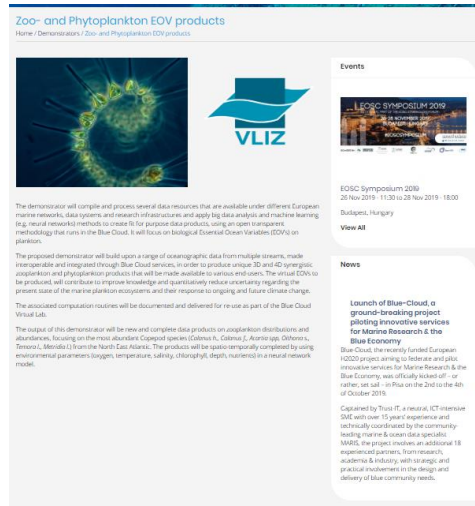 Zoo- and Phytoplankton EOV products
Home / Demonstrators / Zoo- and Phytoplankton EOV products
VLIZ
The demonstrator will compile and process several data resources that are available under different European
marine networks, data systems and research infrastructures and apply big data analysis and machine learning
(e.g. neural networks) methods to create fit for purpose data products, using an open transparent
methodology that runs in the Blue Cloud. It will focus on biological Essential Ocean Variables (EOVs) on
plankton.
The proposed demonstrator will build upon a range of oceanographic data from multiple streams, made
interoperable and integrated through Blue Cloud services, in order to produce unique 3D and 4D synergistic
zooplankton and phytoplankton products that will be made available to various end-users. The virtual EOVs to
be produced, will contribute to improve knowledge and quantitatively reduce uncertainty regarding the
present state of the marine plankton ecosystems and their response to ongoing and future climate change.
The associated computation routines will be documented and delivered for re-use as part of the Blue Cloud
Virtual Lab.
The output of this demonstrator will be new and complete data products on zooplankton distributions and
abundances, focusing on the most abundant Copepod species (Calanus h., Calanus f., Acartia spp, Oithona s.,
Temora l., Metridia l.) from the North East Atlantic. The products will be spatio-temporally completed by using
environmental parameters (oxygen, temperature, salinity, chlorophyll, depth, nutriens) in a neural network
model.
Events
EOSC SYMPOSIUM 2019
BUDAPEST, HUNGARY
#EOSCSYMPOSIUM
EOSC Symposium 2019
26 Nov 2019 - 11:30 to 28 Nov 2019 - 18:00
Budapest, Hungary
View All
News
Launch of Blue-Cloud, a
ground-breaking project
piloting innovative services
for Marine Research & the
Blue Economy
Blue-Cloud, the recently funded European
H2020 project aiming to federate and pilot
innovative services for Marine Research & the
Blue Economy, was officially kicked-off – or
rather, set sail – in Pisa on the 2nd to the 4th
of October 2019.
Captained by Trust-IT, a neutral, ICT-intensive
SME with over 15 years' experience and
technically coordinated by the community-
leading marine & ocean data specialist
MARIS, the project involves an additional 18
experienced partners, from research,
academia & industry, with strategic and
practical involvement in the design and
delivery of blue community needs.